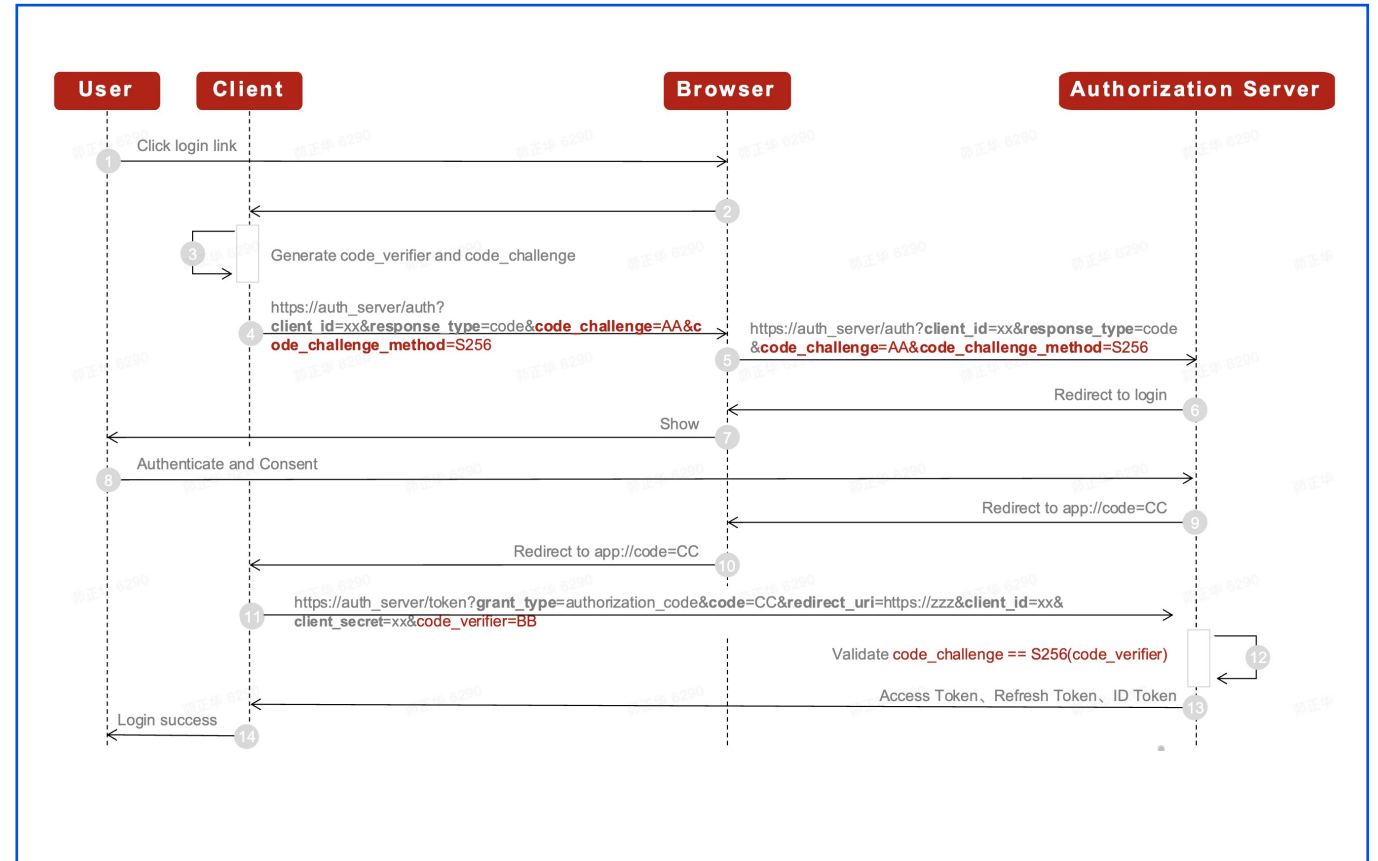 User
Client
Browser
Authorization Server
Click login link
1
2
3
Generate code_verifier and code_challenge
https://auth_server/auth?
client_id=xx&response_type=code&code_challenge=AA&c
ode_challenge_method=S256
4
https://auth_server/auth?client_id=xx&response_type=code
&code_challenge=AA&code_challenge_method=S256
5
Redirect to login
6
Show
7
Authenticate and Consent
8
Redirect to app://code=CC
9
Redirect to app://code=CC
10
https://auth_server/token?grant_type=authorization_code&code=CC&redirect_uri=https://zzz&client_id=xx&
client_secret=xx&code_verifier=BB
11
Validate code_challenge == S256(code_verifier)
12
Access Token、Refresh Token、ID Token
13
Login success
14